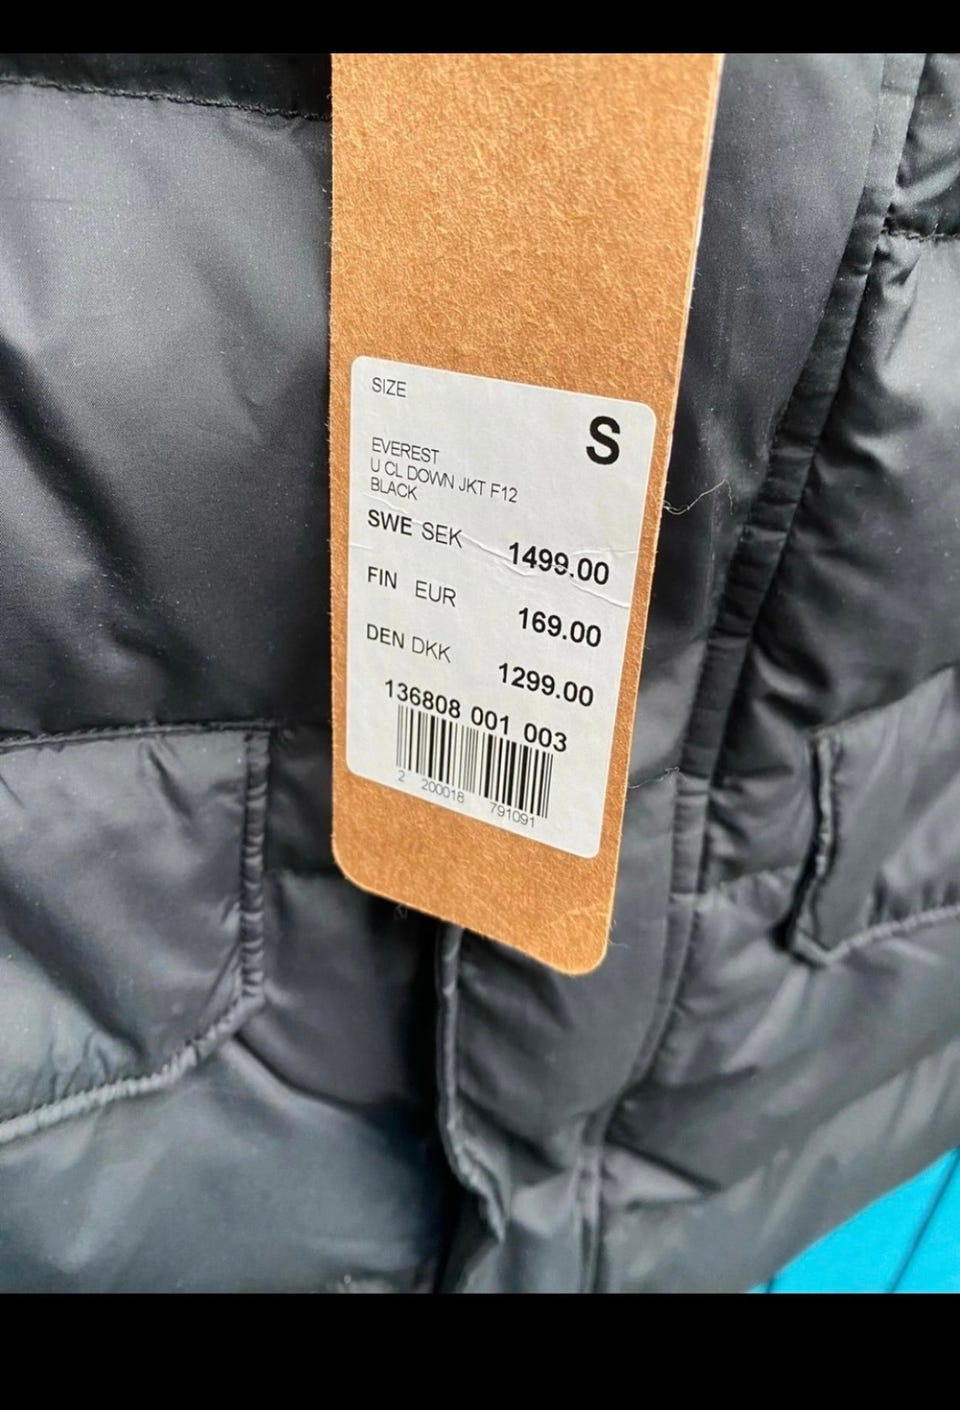 SIZE
S
EVEREST
U CL DOWN JKT F12
BLACK
SWE SEK 1499.00
FIN EUR 169.00
DEN DKK 1299.00
136808 001 003
2 200018 791091